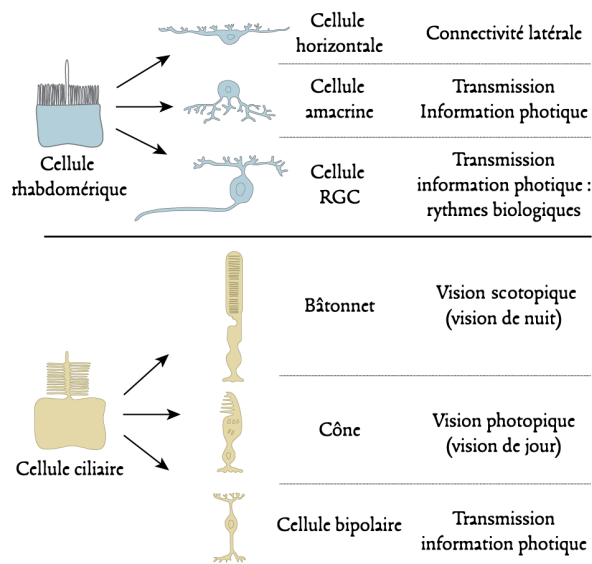 Cellule
horizontale
Connectivité latérale
Cellule
amacrine
Transmission
Information photique
Cellule
rhabdomérique
Cellule
RGC
Transmission
information photique :
rythmes biologiques
Bâtonnet
Vision scotopique
(vision de nuit)
Cellule ciliaire
Cône
Vision photopique
(vision de jour)
Cellule bipolaire
Transmission
information photique